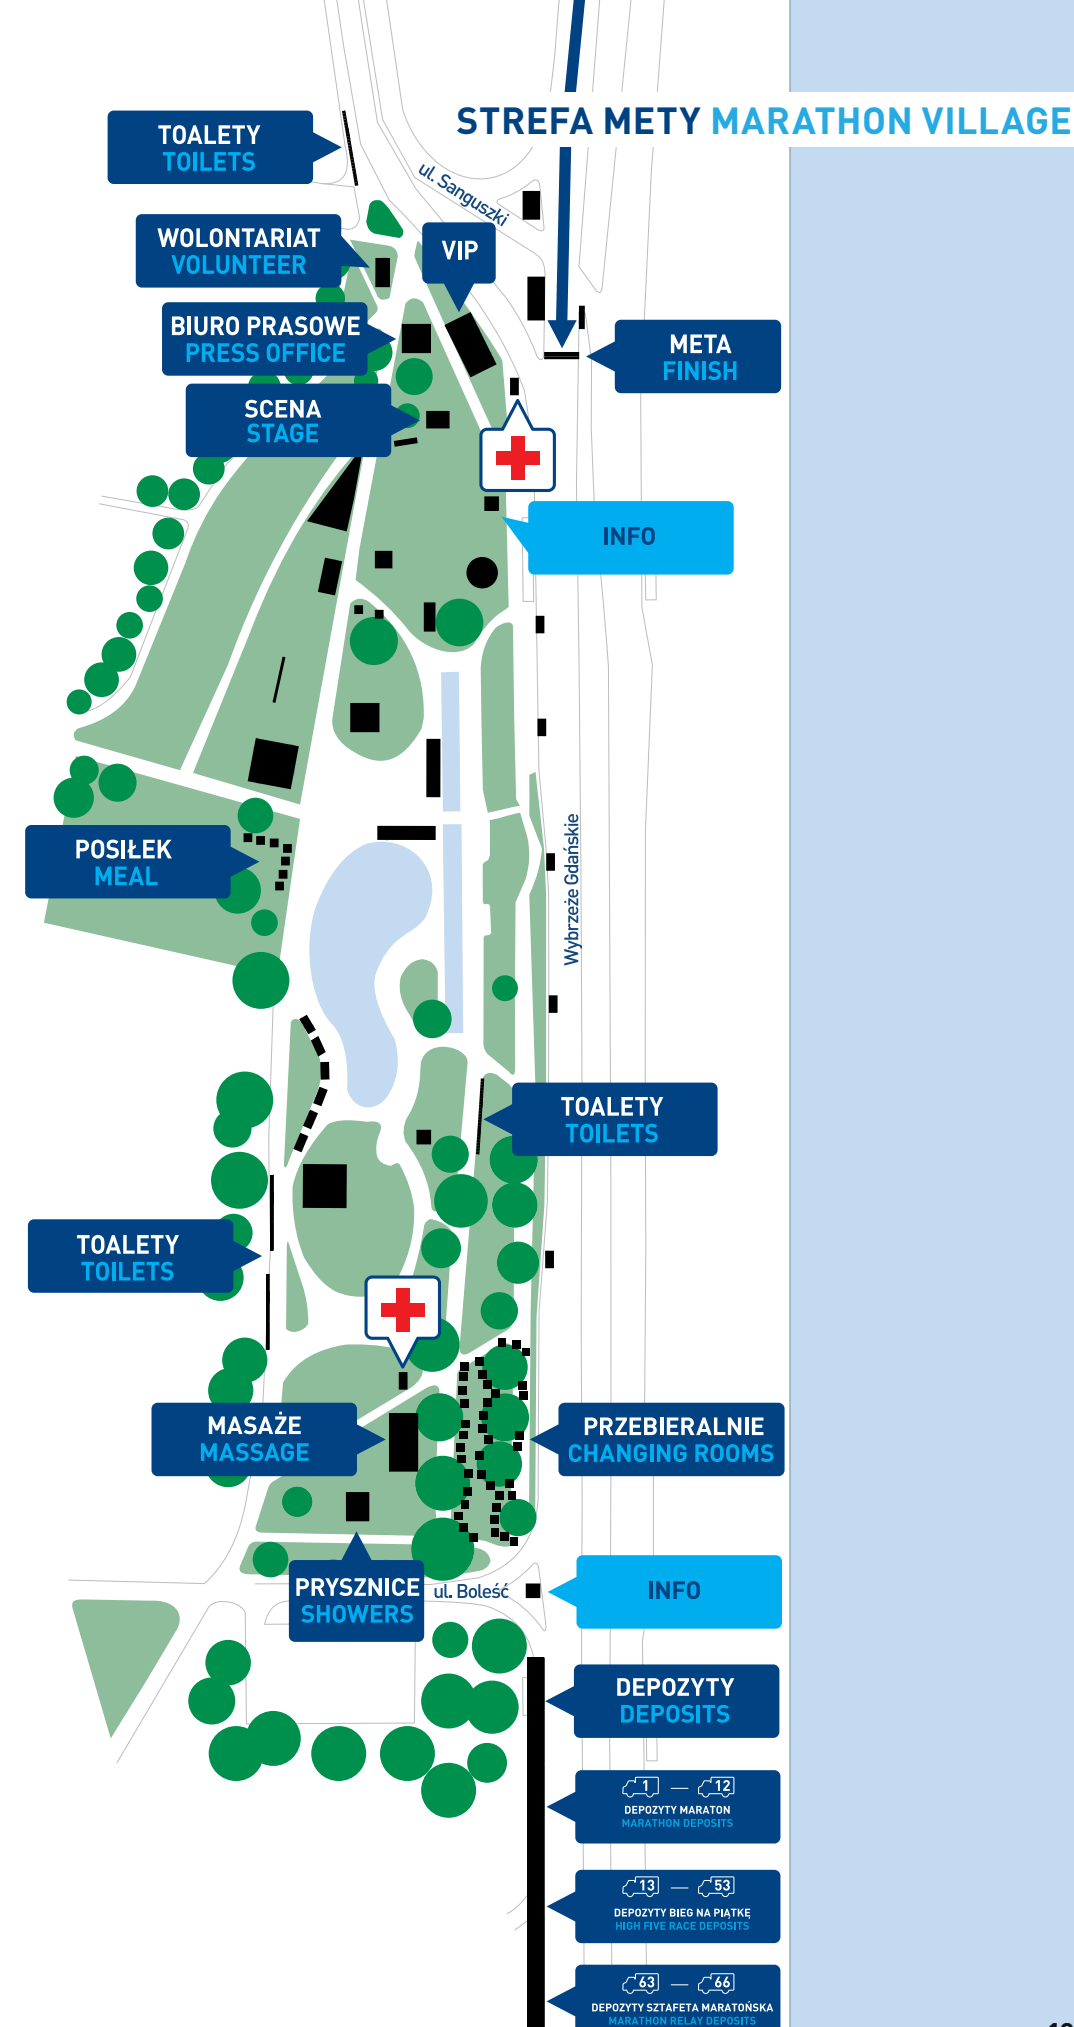 STREFA METY MARATHON VILLAGE
TOALETY
TOILETS
ul. Sanguszki
WOLONTARIAT
VOLUNTEER
VIP
BIURO PRASOWE
PRESS OFFICE
META
FINISH
SCENA
STAGE
INFO
Wybrzeże Gdańskie
POSIŁEK
MEAL
TOALETY
TOILETS
TOALETY
TOILETS
MASAŻE
MASSAGE
PRZEBIERALNIE
CHANGING ROOMS
PRYSZNICE
SHOWERS
ul. Boleść
INFO
DEPOZYTY
DEPOSITS
1 — 12
DEPOZYTY MARATON
MARATHON DEPOSITS
13 — 53
DEPOZYTY BIEG NA PIĄTKĘ
HIGH FIVE RACE DEPOSITS
63 — 66
DEPOZYTY SZTAFETA MARATOŃSKA
MARATHON RELAY DEPOSITS